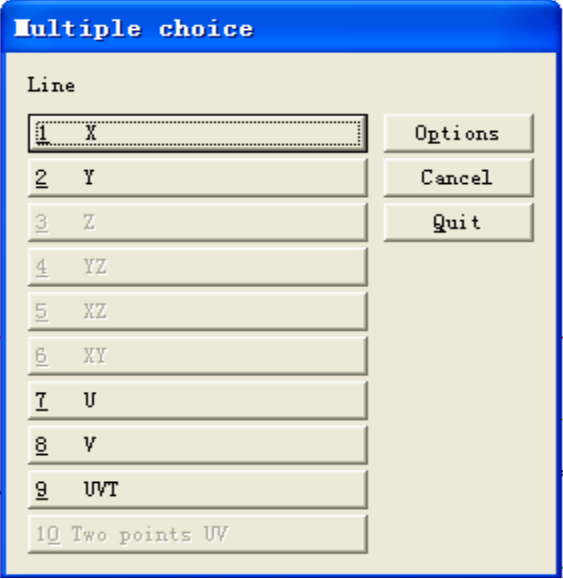 Multiple choice
Line
1 X
Options
2 Y
Cancel
3 Z
Quit
4 YZ
5 XZ
6 XY
7 U
8 V
9 UVT
10 Two points UV